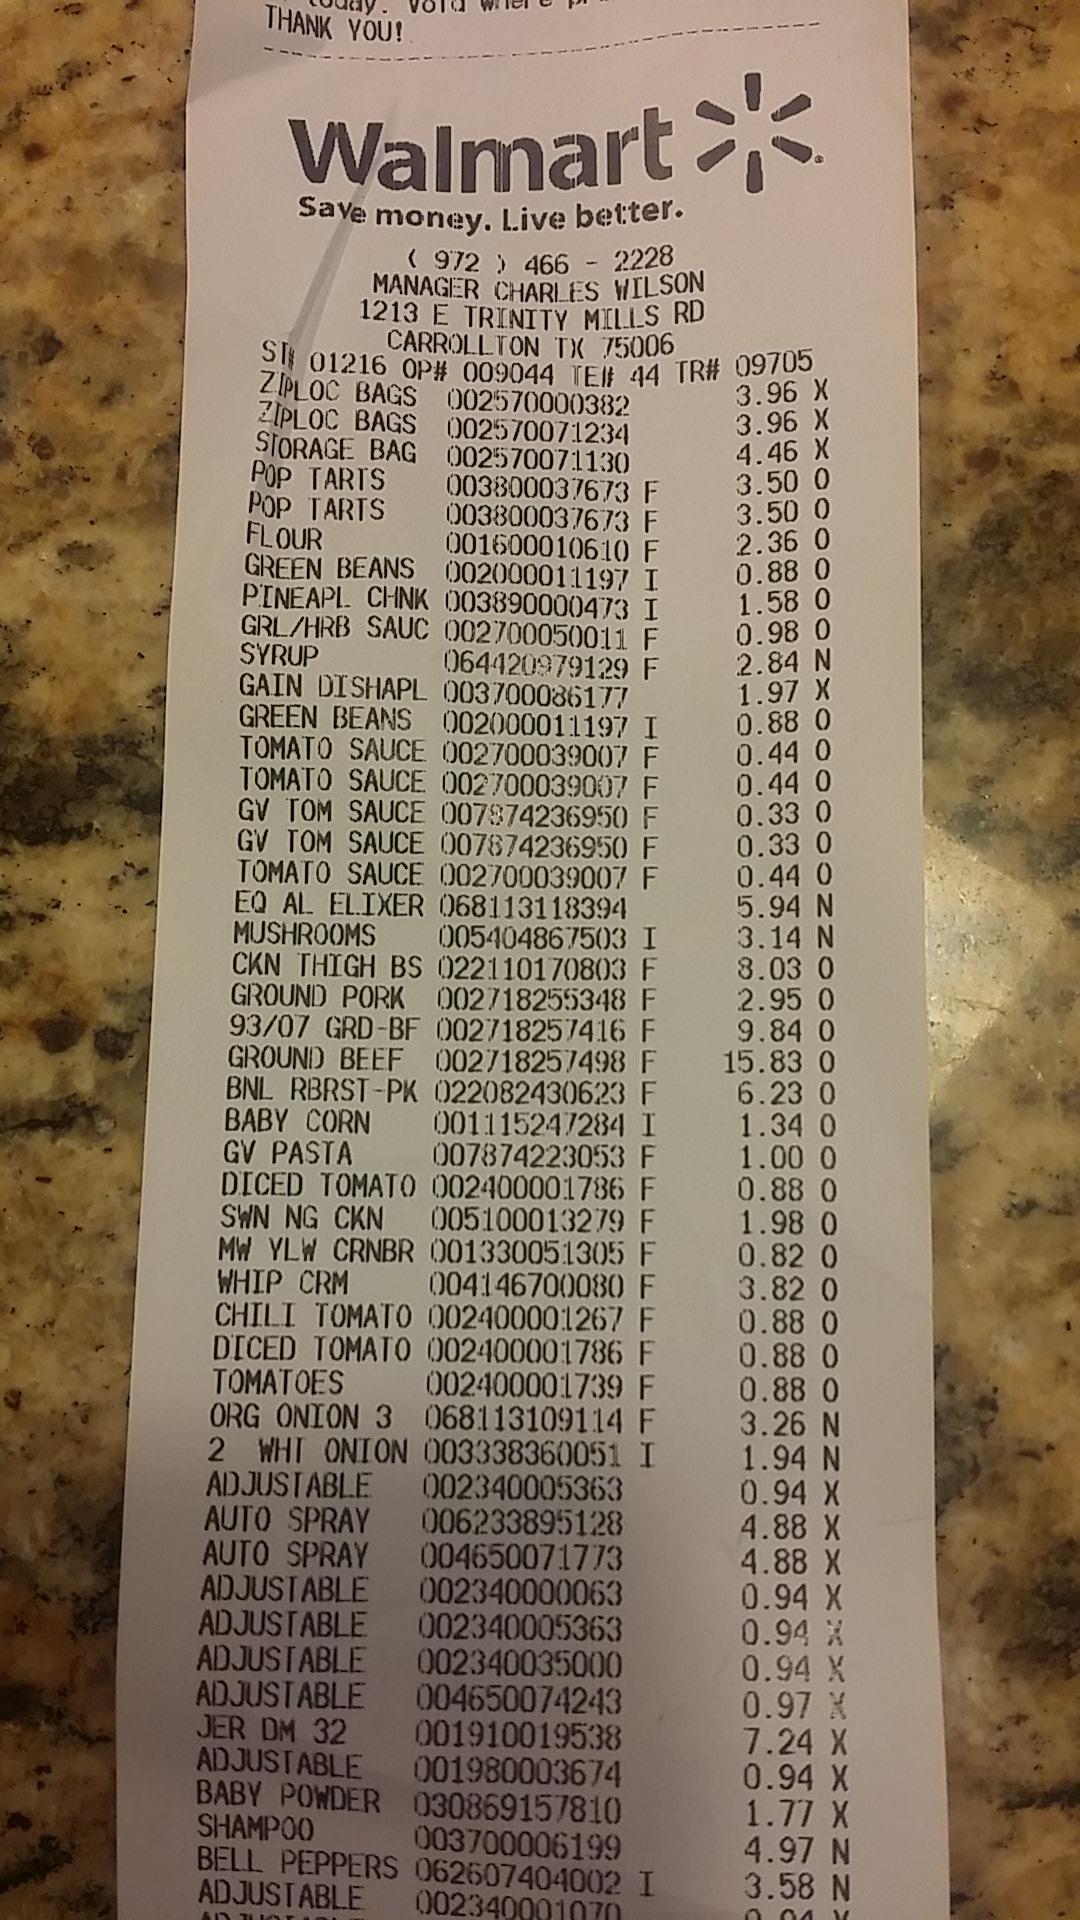 today. Void where
THANK YOU!
Walmart
Save money. Live better.
( 972 ) 466 - 2228
MANAGER CHARLES WILSON
1213 E TRINITY MILLS RD
CARROLLTON TX 75006
ST# 01216 OP# 009044 TE# 44 TR# 09705
ZIPLOC BAGS 002570000382 3.96 X
ZIPLOC BAGS 002570071234 3.96 X
STORAGE BAG 002570071130 4.46 X
POP TARTS 003800037673 F 3.50 O
POP TARTS 003800037673 F 3.50 O
FLOUR 001600010610 F 2.36 O
GREEN BEANS 002000011197 I 0.88 O
PINEAPL CHNK 003890000473 I 1.58 O
GRL/HRB SAUC 002700050011 F 0.98 O
SYRUP 064420979129 F 2.84 N
GAIN DISHAPL 003700086177 1.97 X
GREEN BEANS 002000011197 I 0.88 O
TOMATO SAUCE 002700039007 F 0.44 O
TOMATO SAUCE 002700039007 F 0.44 O
GV TOM SAUCE 007874236950 F 0.33 O
GV TOM SAUCE 007874236950 F 0.33 O
TOMATO SAUCE 002700039007 F 0.44 O
EQ AL ELIXER 068113118394 5.94 N
MUSHROOMS 005404867503 I 3.14 N
CKN THIGH BS 022110170803 F 8.03 O
GROUND PORK 002718255348 F 2.95 O
93/07 GRD-BF 002718257416 F 9.84 O
GROUND BEEF 002718257498 F 15.83 O
BNL RBRST-PK 022082430623 F 6.23 O
BABY CORN 001115247284 I 1.34 O
GV PASTA 007874223053 F 1.00 O
DICED TOMATO 002400001786 F 0.88 O
SWN NG CKN 005100013279 F 1.98 O
MW YLW CRNBR 001330051305 F 0.82 O
WHIP CRM 004146700080 F 3.82 O
CHILI TOMATO 002400001267 F 0.88 O
DICED TOMATO 002400001786 F 0.88 O
TOMATOES 002400001739 F 0.88 O
ORG ONION 3 068113109114 F 3.26 N
2 WHT ONION 003338360051 I 1.94 N
ADJUSTABLE 002340005363 0.94 X
AUTO SPRAY 006233895128 4.88 X
AUTO SPRAY 004650071773 4.88 X
ADJUSTABLE 002340000063 0.94 X
ADJUSTABLE 002340005363 0.94 X
ADJUSTABLE 002340035000 0.94 X
ADJUSTABLE 004650074243 0.97 X
JER DM 32 001910019538 7.24 X
ADJUSTABLE 001980003674 0.94 X
BABY POWDER 030869157810 1.77 X
SHAMPOO 003700006199 4.97 N
BELL PEPPERS 062607404002 I 3.58 N
ADJUSTABLE 002340001070 0.94 X